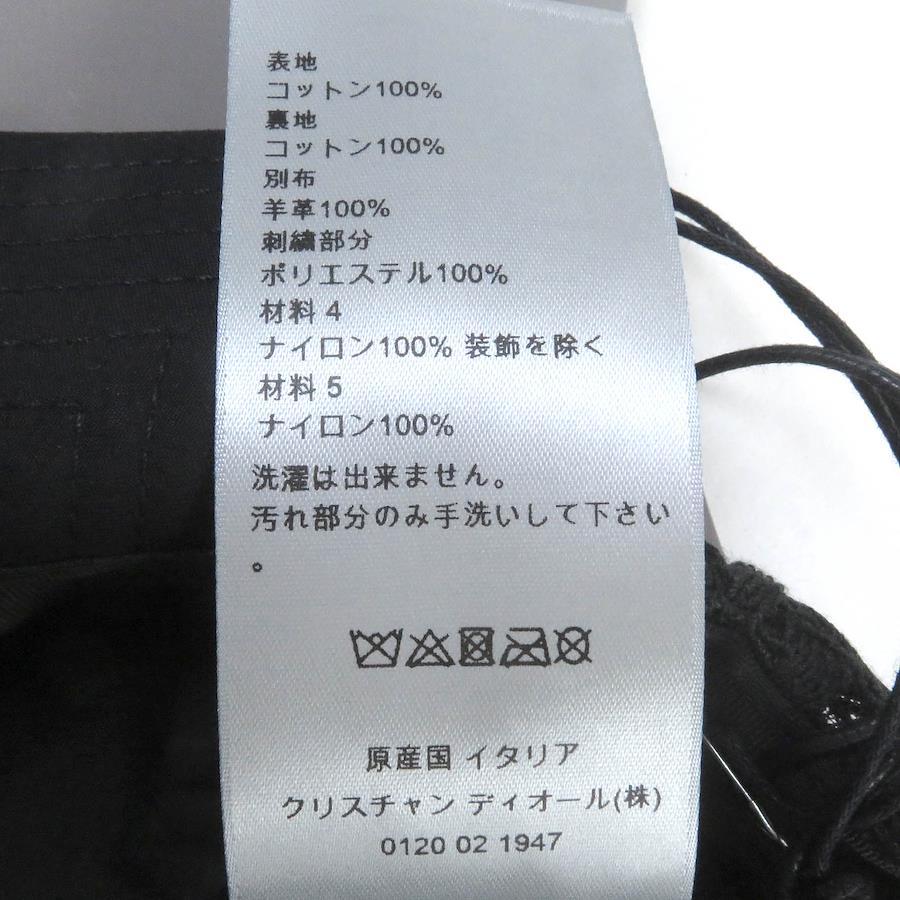 表地
コットン100%
裏地
コットン100%
別布
羊革100%
刺繍部分
ポリエステル100%
材料 4
ナイロン100% 装飾を除く
材料 5
ナイロン100%
洗濯は出来ません。
汚れ部分のみ手洗いして下さい
。
原産国 イタリア
クリスチャン ディオール(株)
0120 02 1947